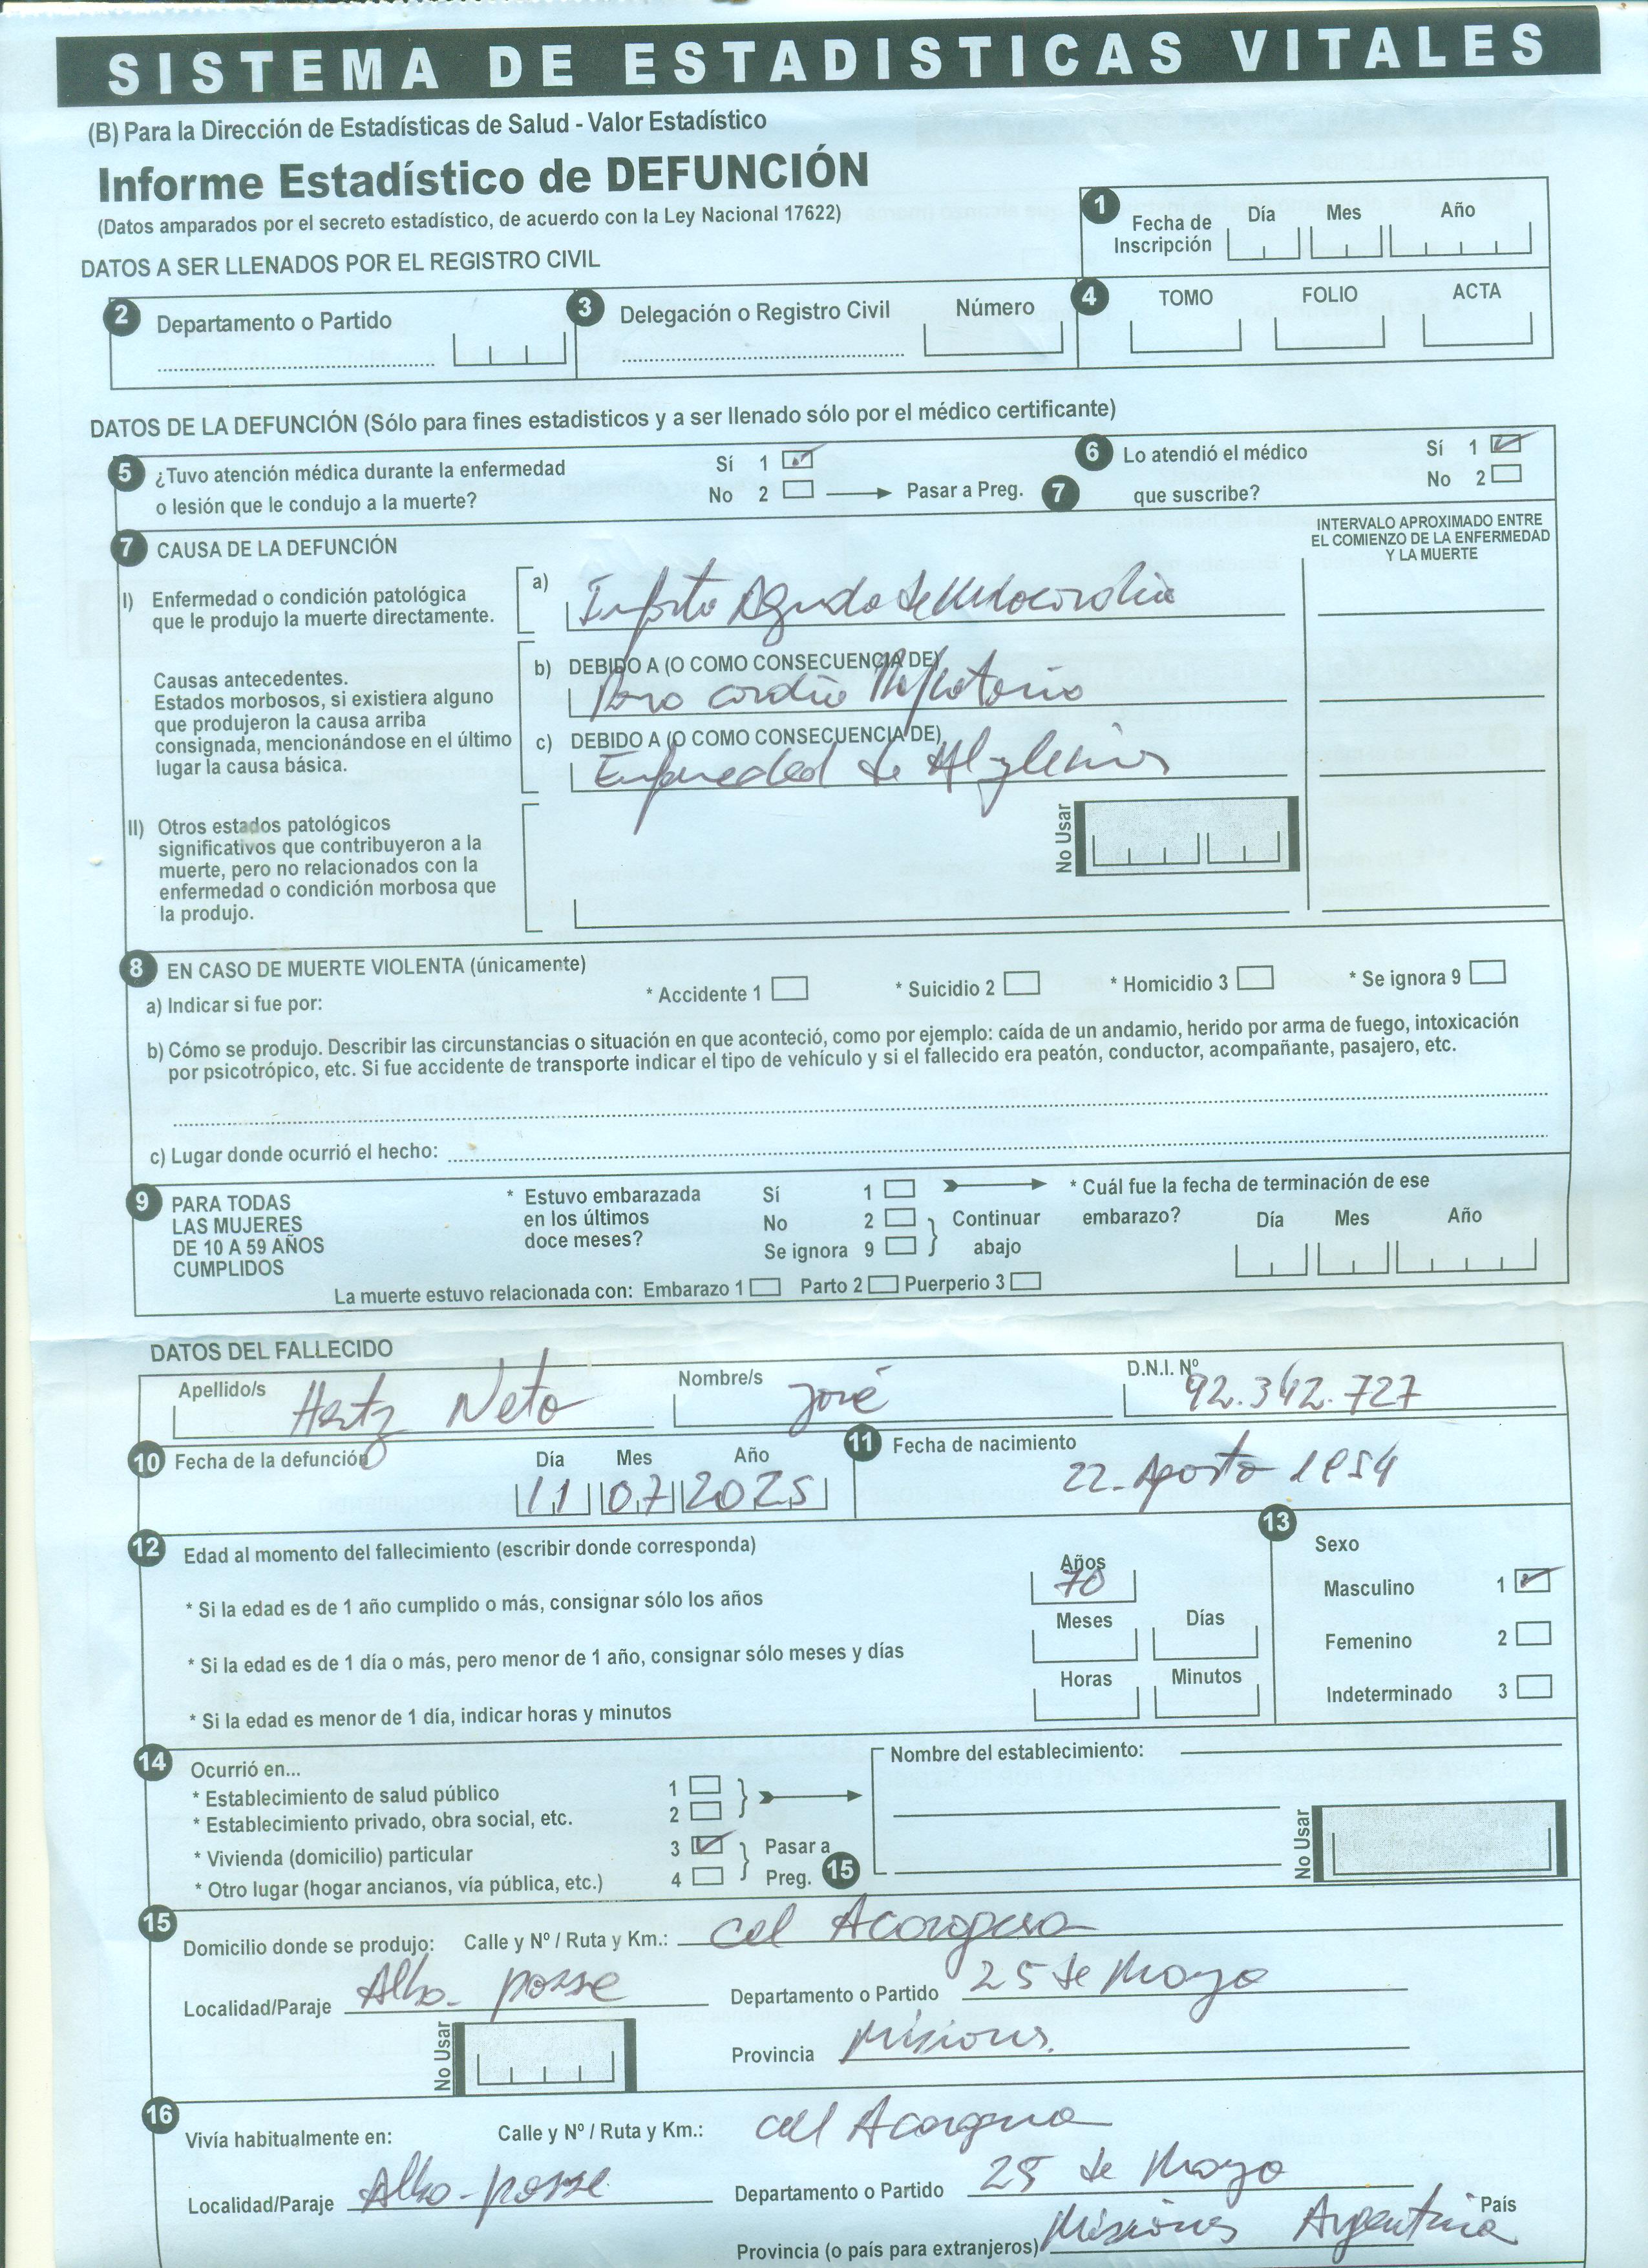 SISTEMA DE ESTADISTICAS VITALES
(B) Para la Dirección de Estadísticas de Salud - Valor Estadístico
Informe Estadístico de DEFUNCIÓN
(Datos amparados por el secreto estadístico, de acuerdo con la Ley Nacional 17622)
1 Fecha de Inscripción Día Mes Año
DATOS A SER LLENADOS POR EL REGISTRO CIVIL
2 Departamento o Partido
3 Delegación o Registro Civil Número
4 TOMO FOLIO ACTA
DATOS DE LA DEFUNCIÓN (Sólo para fines estadisticos y a ser llenado sólo por el médico certificante)
5 ¿Tuvo atención médica durante la enfermedad Sí 1
o lesión que le condujo a la muerte? No 2 Pasar a Preg. 7
6 Lo atendió el médico Sí 1
que suscribe? No 2
7 CAUSA DE LA DEFUNCIÓN
INTERVALO APROXIMADO ENTRE
EL COMIENZO DE LA ENFERMEDAD
Y LA MUERTE
I) Enfermedad o condición patológica
que le produjo la muerte directamente.
a) Infarto Agudo de Miocardio
Causas antecedentes.
Estados morbosos, si existiera alguno
que produjeron la causa arriba
consignada, mencionándose en el último
lugar la causa básica.
b) DEBIDO A (O COMO CONSECUENCIA DE)
Paro cardio
c) DEBIDO A (O COMO CONSECUENCIA DE)
Enfermedad de
II) Otros estados patológicos
significativos que contribuyeron a la
muerte, pero no relacionados con la
enfermedad o condición morbosa que
la produjo.
No Usar
8 EN CASO DE MUERTE VIOLENTA (únicamente)
a) Indicar si fue por: * Accidente 1 * Suicidio 2 * Homicidio 3 * Se ignora 9
b) Cómo se produjo. Describir las circunstancias o situación en que aconteció, como por ejemplo: caída de un andamio, herido por arma de fuego, intoxicación
por psicotrópico, etc. Si fue accidente de transporte indicar el tipo de vehículo y si el fallecido era peatón, conductor, acompañante, pasajero, etc.
c) Lugar donde ocurrió el hecho:
9 PARA TODAS
LAS MUJERES
DE 10 A 59 AÑOS
CUMPLIDOS
* Estuvo embarazada
en los últimos
doce meses?
Sí 1
No 2
Se ignora 9
Continuar
abajo
* Cuál fue la fecha de terminación de ese
embarazo? Día Mes Año
La muerte estuvo relacionada con: Embarazo 1 Parto 2 Puerperio 3
DATOS DEL FALLECIDO
Apellido/s Hertz Neto Nombre/s José D.N.I. Nº 92.342.727
10 Fecha de la defunción Día Mes Año
11 07 2025
11 Fecha de nacimiento
22 Agosto 1954
12 Edad al momento del fallecimiento (escribir donde corresponda)
* Si la edad es de 1 año cumplido o más, consignar sólo los años
Años 70
* Si la edad es de 1 día o más, pero menor de 1 año, consignar sólo meses y días
Meses Días
* Si la edad es menor de 1 día, indicar horas y minutos
Horas Minutos
13 Sexo
Masculino 1
Femenino 2
Indeterminado 3
14 Ocurrió en...
* Establecimiento de salud público 1
* Establecimiento privado, obra social, etc. 2
* Vivienda (domicilio) particular 3
* Otro lugar (hogar ancianos, vía pública, etc.) 4
Pasar a
Preg. 15
Nombre del establecimiento:
No Usar
15 Domicilio donde se produjo: Calle y Nº / Ruta y Km.: Col
Localidad/Paraje Alba posse Departamento o Partido 25 de Mayo
No Usar
Provincia Misiones.
16 Vivía habitualmente en: Calle y Nº / Ruta y Km.: Col
Localidad/Paraje Alba-posse Departamento o Partido 25 de Mayo
Provincia (o país para extranjeros) Misiones Argentina País